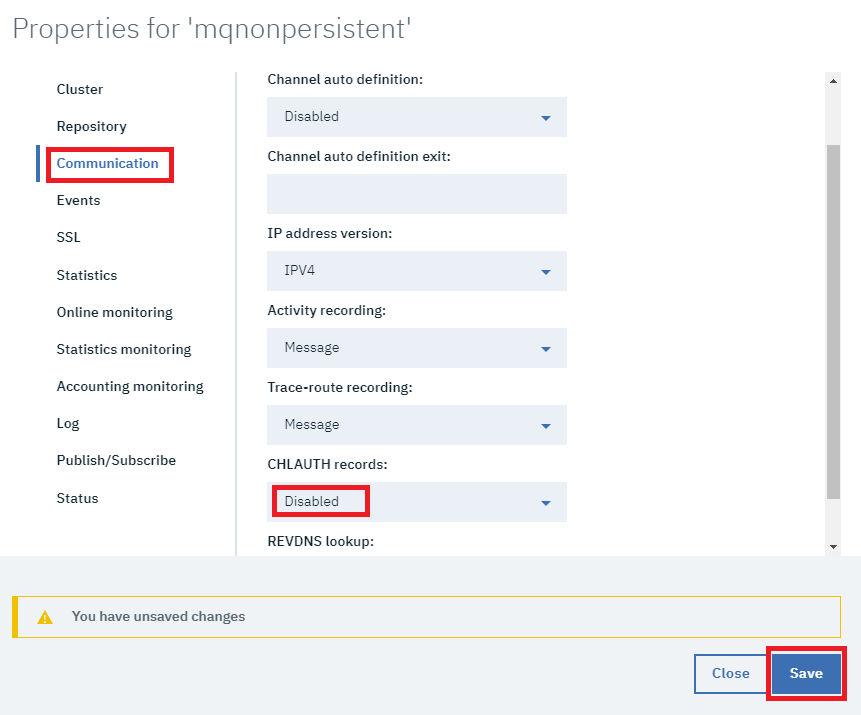 Properties for 'mqnonpersistent'
Cluster
Repository
Communication
Events
SSL
Statistics
Online monitoring
Statistics monitoring
Accounting monitoring
Log
Publish/Subscribe
Status
Channel auto definition:
Disabled
Channel auto definition exit:
IP address version:
IPV4
Activity recording:
Message
Trace-route recording:
Message
CHLAUTH records:
Disabled
REVDNS lookup:
You have unsaved changes
Close
Save